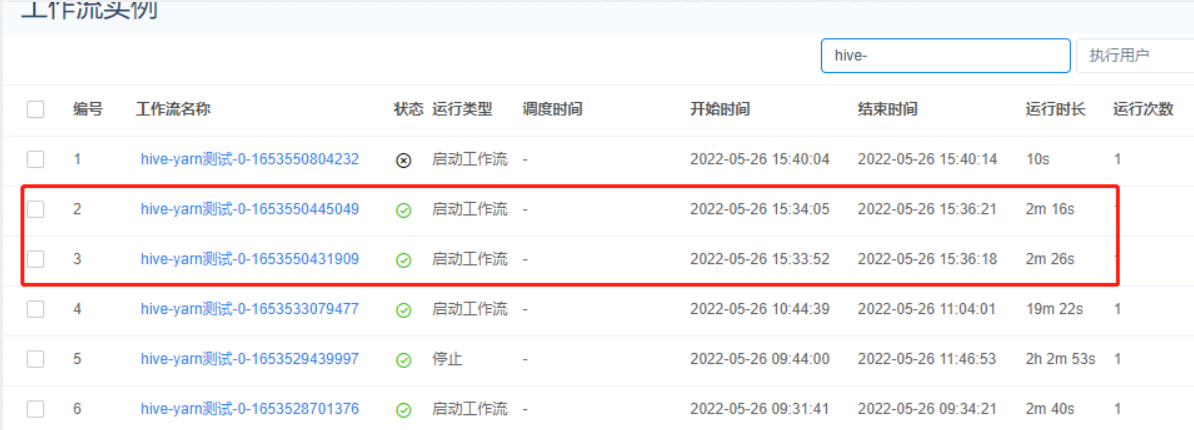 工作流实例
hive- 执行用户
编号 工作流名称 状态 运行类型 调度时间 开始时间 结束时间 运行时长 运行次数
1 hive-yarn测试-0-1653550804232 启动工作流 - 2022-05-26 15:40:04 2022-05-26 15:40:14 10s 1
2 hive-yarn测试-0-1653550445049 启动工作流 - 2022-05-26 15:34:05 2022-05-26 15:36:21 2m 16s
3 hive-yarn测试-0-1653550431909 启动工作流 - 2022-05-26 15:33:52 2022-05-26 15:36:18 2m 26s
4 hive-yarn测试-0-1653533079477 启动工作流 - 2022-05-26 10:44:39 2022-05-26 11:04:01 19m 22s 1
5 hive-yarn测试-0-1653529439997 停止 - 2022-05-26 09:44:00 2022-05-26 11:46:53 2h 2m 53s 1
6 hive-yarn测试-0-1653528701376 启动工作流 - 2022-05-26 09:31:41 2022-05-26 09:34:21 2m 40s 1